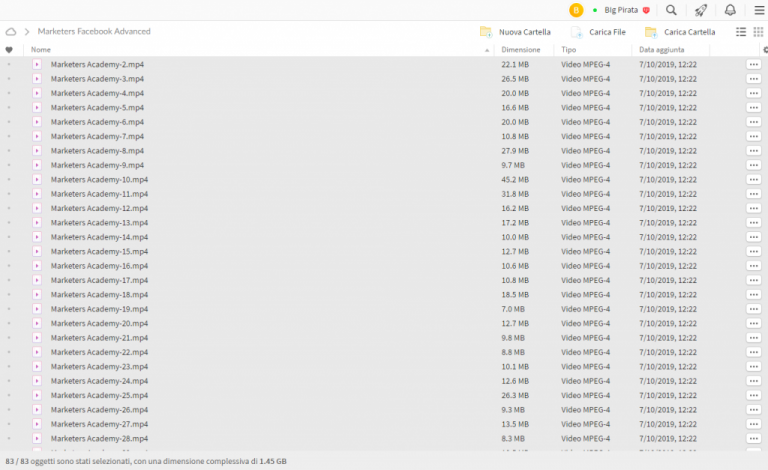 B Big Pirata
Marketers Facebook Advanced Nuova Cartella Carica File Carica Cartella
Nome Dimensione Tipo Data aggiunta
Marketers Academy-2.mp4 22.1 MB Video MPEG-4 7/10/2019, 12:22
Marketers Academy-3.mp4 26.5 MB Video MPEG-4 7/10/2019, 12:22
Marketers Academy-4.mp4 20.0 MB Video MPEG-4 7/10/2019, 12:22
Marketers Academy-5.mp4 16.6 MB Video MPEG-4 7/10/2019, 12:22
Marketers Academy-6.mp4 20.0 MB Video MPEG-4 7/10/2019, 12:22
Marketers Academy-7.mp4 10.8 MB Video MPEG-4 7/10/2019, 12:22
Marketers Academy-8.mp4 27.9 MB Video MPEG-4 7/10/2019, 12:22
Marketers Academy-9.mp4 9.7 MB Video MPEG-4 7/10/2019, 12:22
Marketers Academy-10.mp4 45.2 MB Video MPEG-4 7/10/2019, 12:22
Marketers Academy-11.mp4 31.8 MB Video MPEG-4 7/10/2019, 12:22
Marketers Academy-12.mp4 16.2 MB Video MPEG-4 7/10/2019, 12:22
Marketers Academy-13.mp4 17.2 MB Video MPEG-4 7/10/2019, 12:22
Marketers Academy-14.mp4 10.0 MB Video MPEG-4 7/10/2019, 12:22
Marketers Academy-15.mp4 12.7 MB Video MPEG-4 7/10/2019, 12:22
Marketers Academy-16.mp4 10.6 MB Video MPEG-4 7/10/2019, 12:22
Marketers Academy-17.mp4 10.8 MB Video MPEG-4 7/10/2019, 12:22
Marketers Academy-18.mp4 18.5 MB Video MPEG-4 7/10/2019, 12:22
Marketers Academy-19.mp4 7.0 MB Video MPEG-4 7/10/2019, 12:22
Marketers Academy-20.mp4 12.7 MB Video MPEG-4 7/10/2019, 12:22
Marketers Academy-21.mp4 9.8 MB Video MPEG-4 7/10/2019, 12:22
Marketers Academy-22.mp4 8.8 MB Video MPEG-4 7/10/2019, 12:22
Marketers Academy-23.mp4 10.1 MB Video MPEG-4 7/10/2019, 12:22
Marketers Academy-24.mp4 12.6 MB Video MPEG-4 7/10/2019, 12:22
Marketers Academy-25.mp4 26.3 MB Video MPEG-4 7/10/2019, 12:22
Marketers Academy-26.mp4 9.3 MB Video MPEG-4 7/10/2019, 12:22
Marketers Academy-27.mp4 13.5 MB Video MPEG-4 7/10/2019, 12:22
Marketers Academy-28.mp4 8.3 MB Video MPEG-4 7/10/2019, 12:22
83 / 83 oggetti sono stati selezionati, con una dimensione complessiva di 1.45 GB